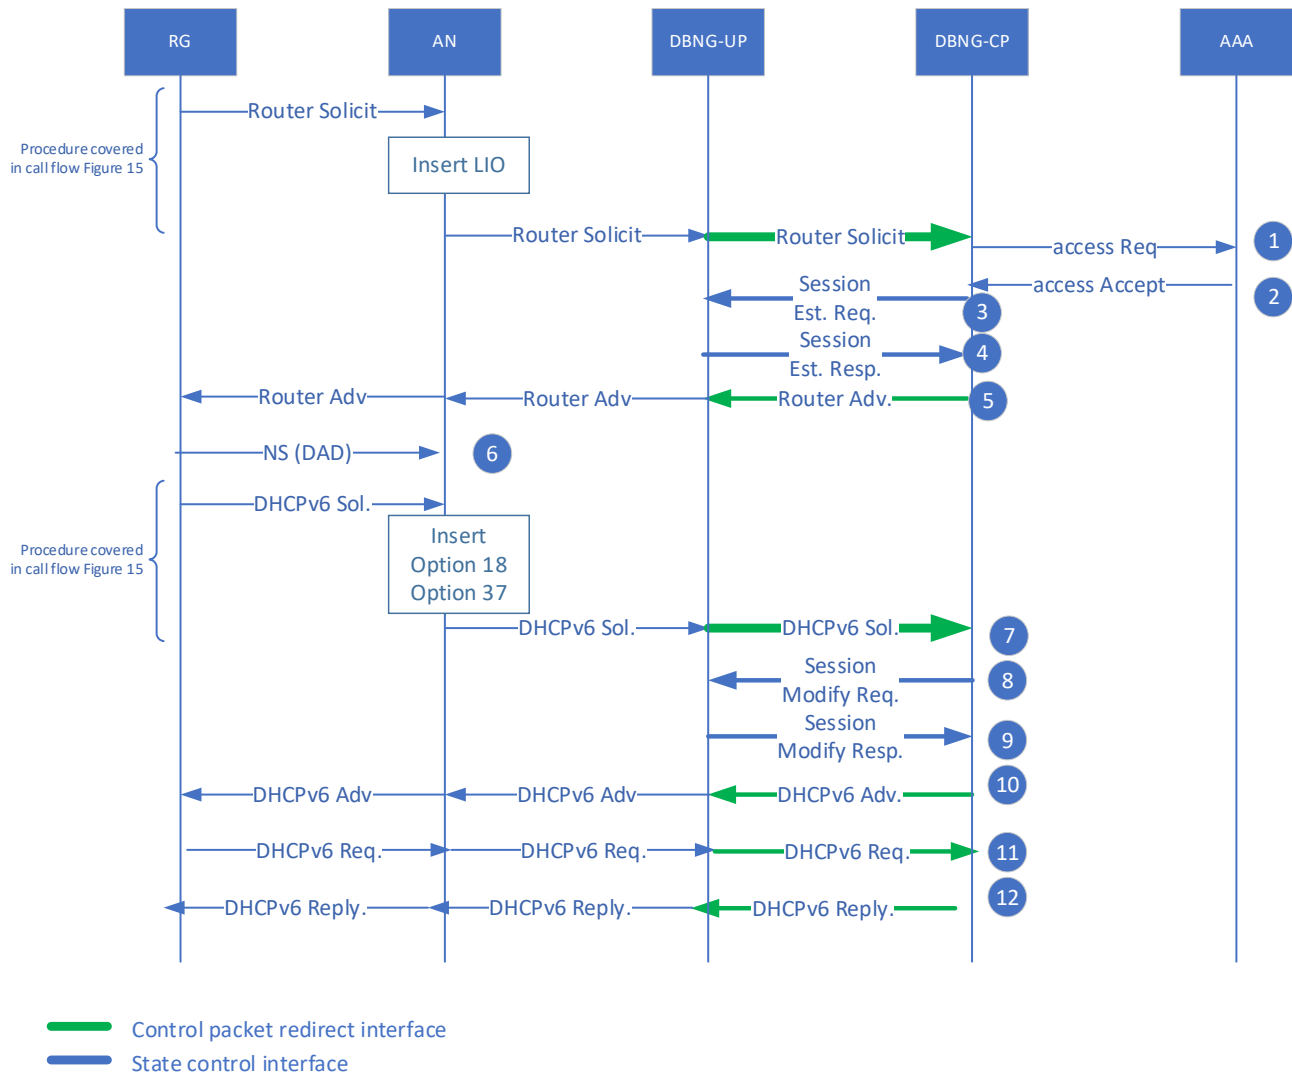 RG
AN
DBNG-UP
DBNG-CP
AAA
Router Solicit
Procedure covered
in call flow Figure 15
Insert LIO
Router Solicit
Router Solicit
access Req
1
access Accept
2
Session
Est. Req.
3
Session
Est. Resp.
4
Router Adv
Router Adv
Router Adv.
5
NS (DAD)
6
DHCPv6 Sol.
Procedure covered
in call flow Figure 15
Insert
Option 18
Option 37
DHCPv6 Sol.
DHCPv6 Sol.
7
Session
Modify Req.
8
Session
Modify Resp.
9
DHCPv6 Adv
DHCPv6 Adv
DHCPv6 Adv.
10
DHCPv6 Req.
DHCPv6 Req.
DHCPv6 Req.
11
DHCPv6 Reply.
DHCPv6 Reply.
DHCPv6 Reply.
12
Control packet redirect interface
State control interface